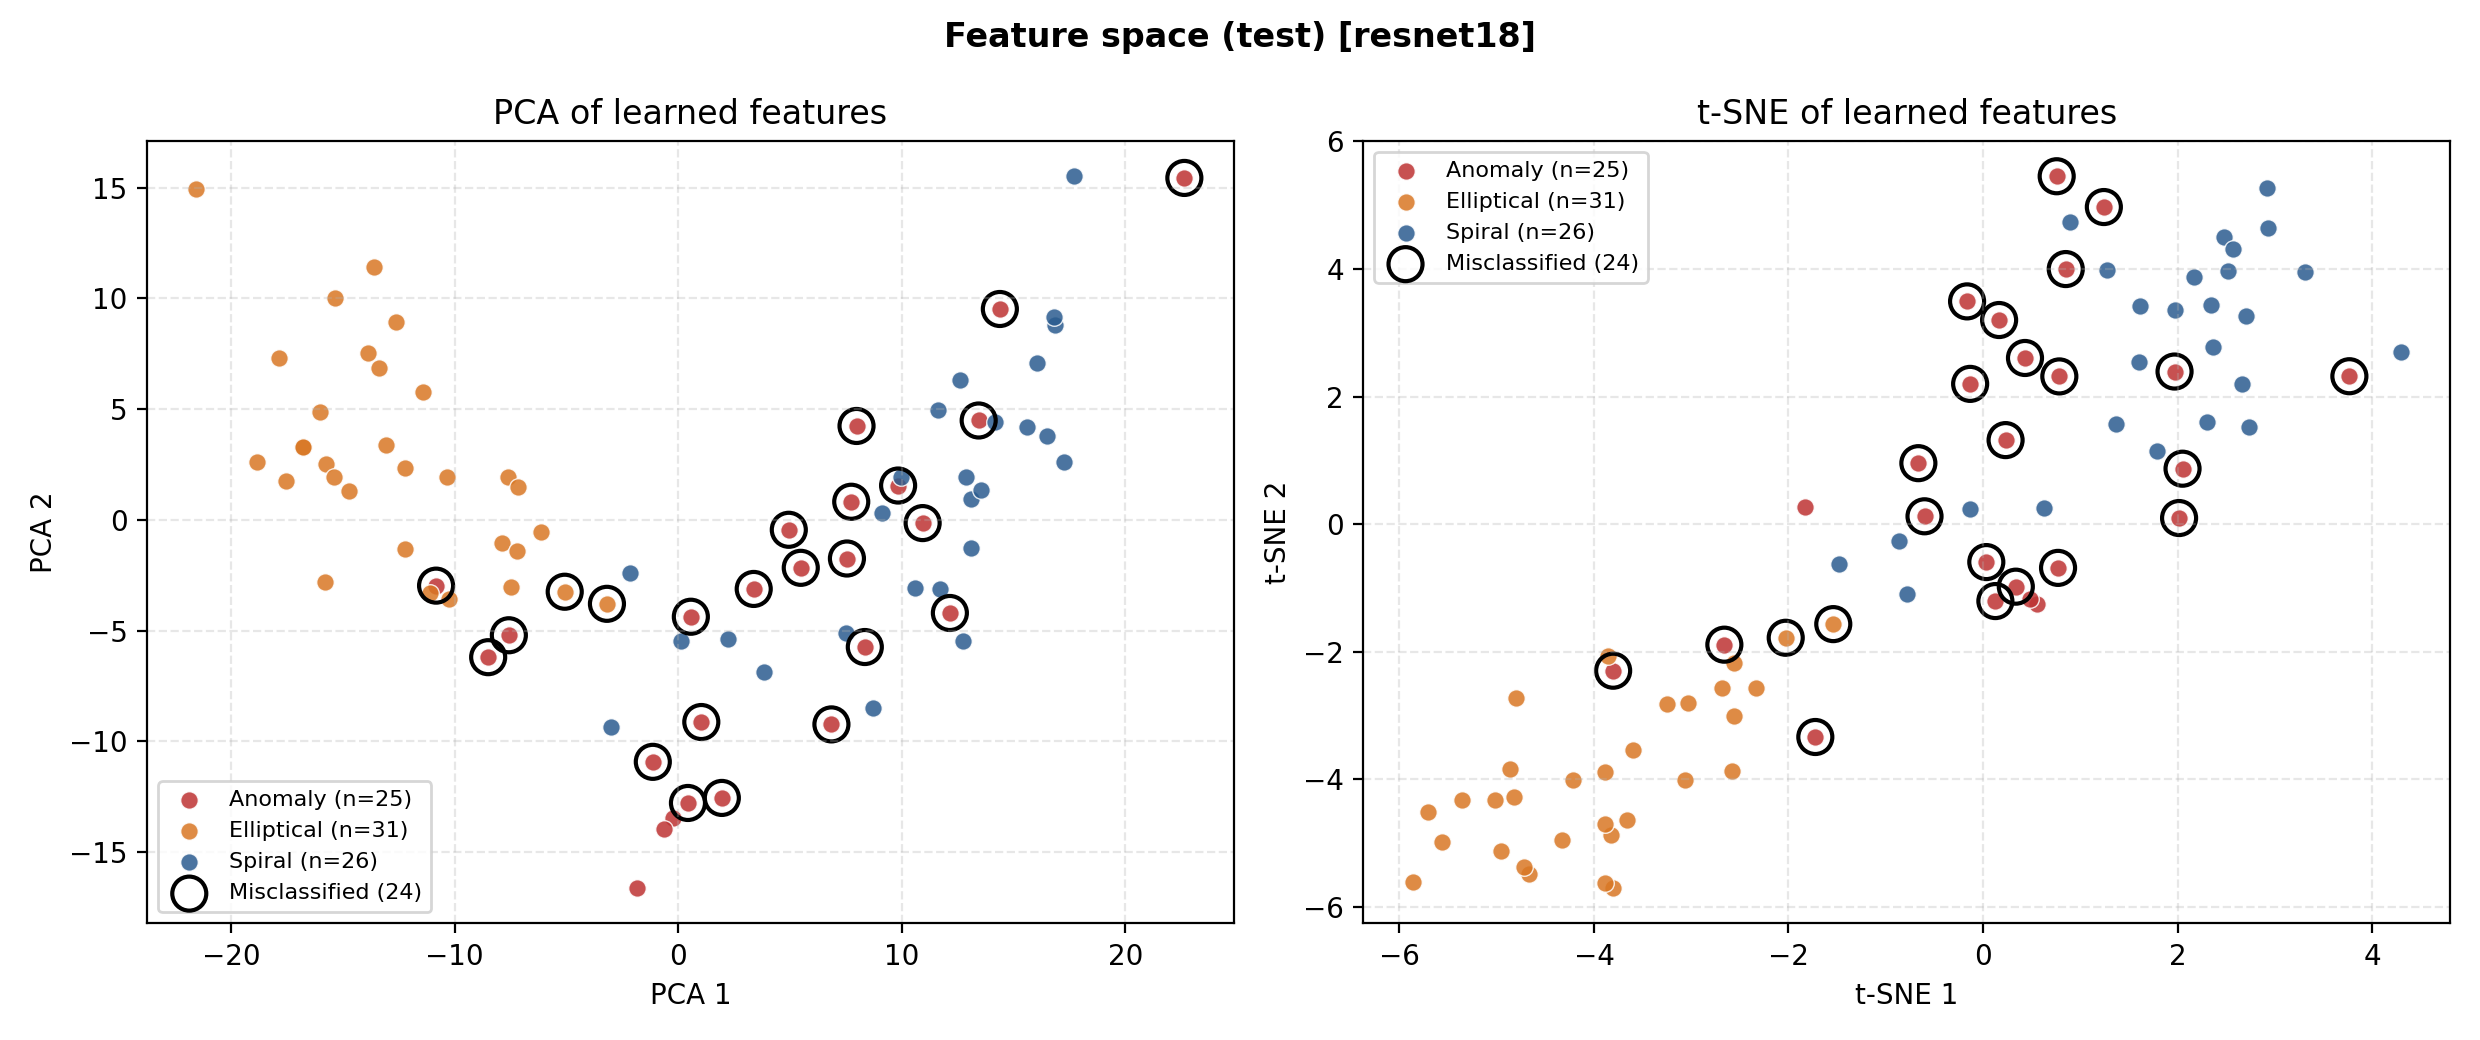 Feature space (test) [resnet18]
PCA of learned features
15
10
5
0
−5
−10
−15
PCA 2
Anomaly (n=25)
Elliptical (n=31)
Spiral (n=26)
Misclassified (24)
−20
−10
0
10
20
PCA 1
t-SNE of learned features
6
4
2
0
−2
−4
−6
t-SNE 2
Anomaly (n=25)
Elliptical (n=31)
Spiral (n=26)
Misclassified (24)
−6
−4
−2
0
2
4
t-SNE 1